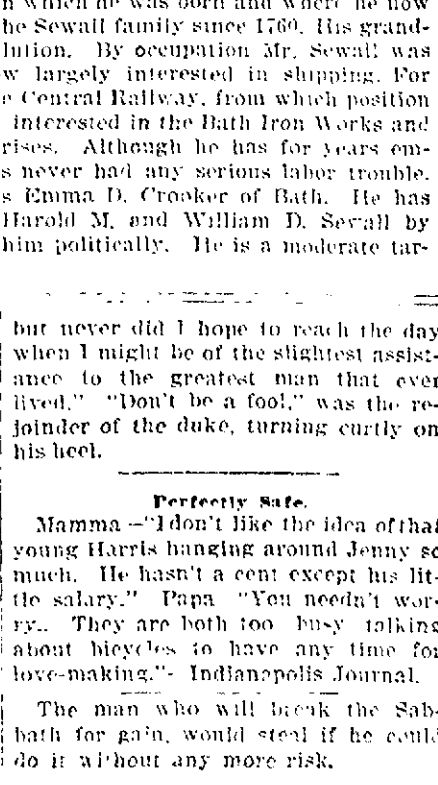 n which he was born and where he now
he Sewall family since 1760. His grand-
lution. By occupation Mr. Sewall was
w largely interested in shipping. For
e Central Railway, from which position
interested in the Bath Iron Works and
rises. Although he has for years em-
s never had any serious labor trouble.
s Emma D. Crooker of Bath. He has
Harold M. and William D. Sewall by
him politically. He is a moderate tar-
but never did I hope to reach the day
when I might be of the slightest assist-
ance to the greatest man that ever
lived." "Don't be a fool," was the re-
joinder of the duke, turning curtly on
his heel.
Perfectly Safe.
Mamma —"I don't like the idea of that
young Harris hanging around Jenny so
much. He hasn't a cent except his lit-
tle salary." Papa "You needn't wor-
ry.. They are both too busy talking
about bicycles to have any time for
love-making."- Indianapolis Journal.
The man who will break the Sab-
bath for gain, would steal if he could
do it without any more risk.